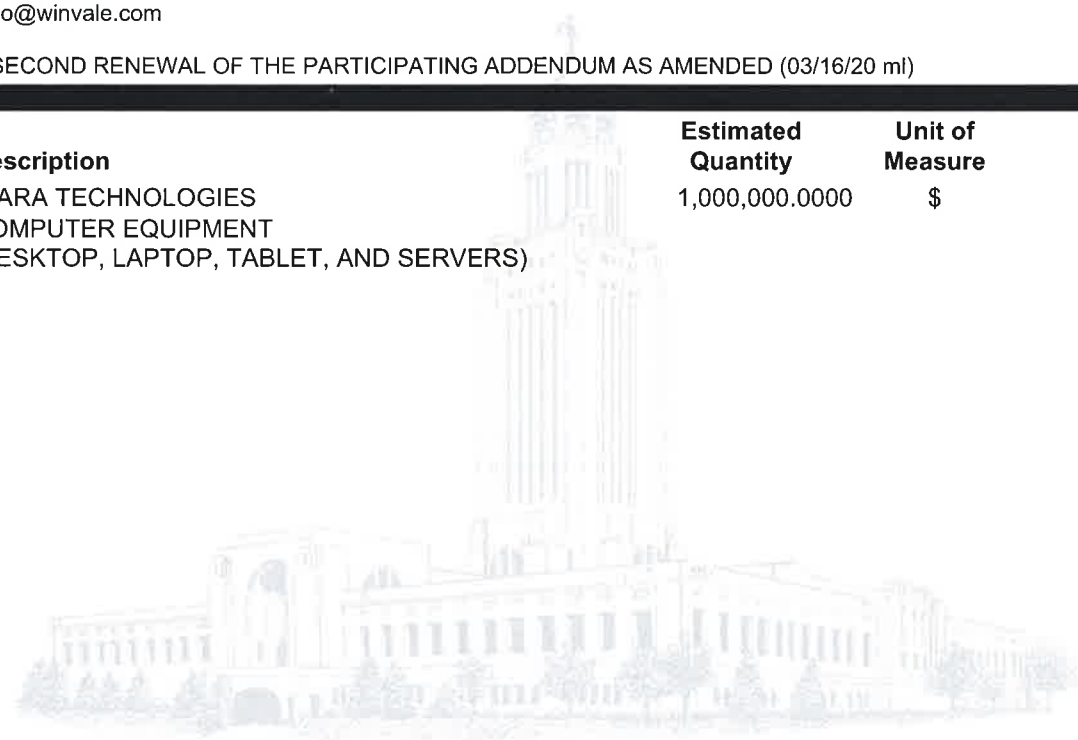 o@winvale.com
SECOND RENEWAL OF THE PARTICIPATING ADDENDUM AS AMENDED (03/16/20 ml)
Estimated Unit of
escription Quantity Measure
ARA TECHNOLOGIES 1,000,000.0000 $
OMPUTER EQUIPMENT
ESKTOP, LAPTOP, TABLET, AND SERVERS)